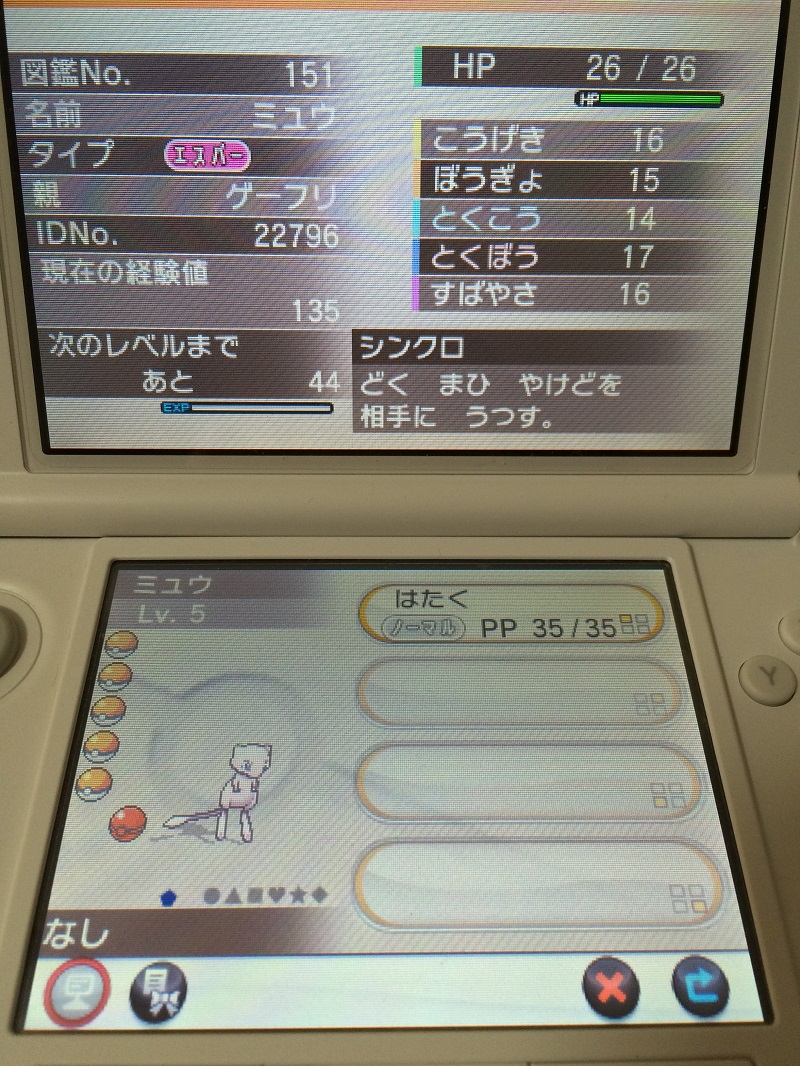 図鑑No. 151
名前 ミュウ
タイプ エスパー
親 ゲーフリ
IDNo. 22796
現在の経験値
135
次のレベルまで
あと 44
EXP
HP 26 / 26
HP
こうげき 16
ぼうぎょ 15
とくこう 14
とくぼう 17
すばやさ 16
シンクロ
どく まひ やけどを
相手に うつす。
ミュウ
Lv. 5
はたく
ノーマル PP 35/35
なし
Y